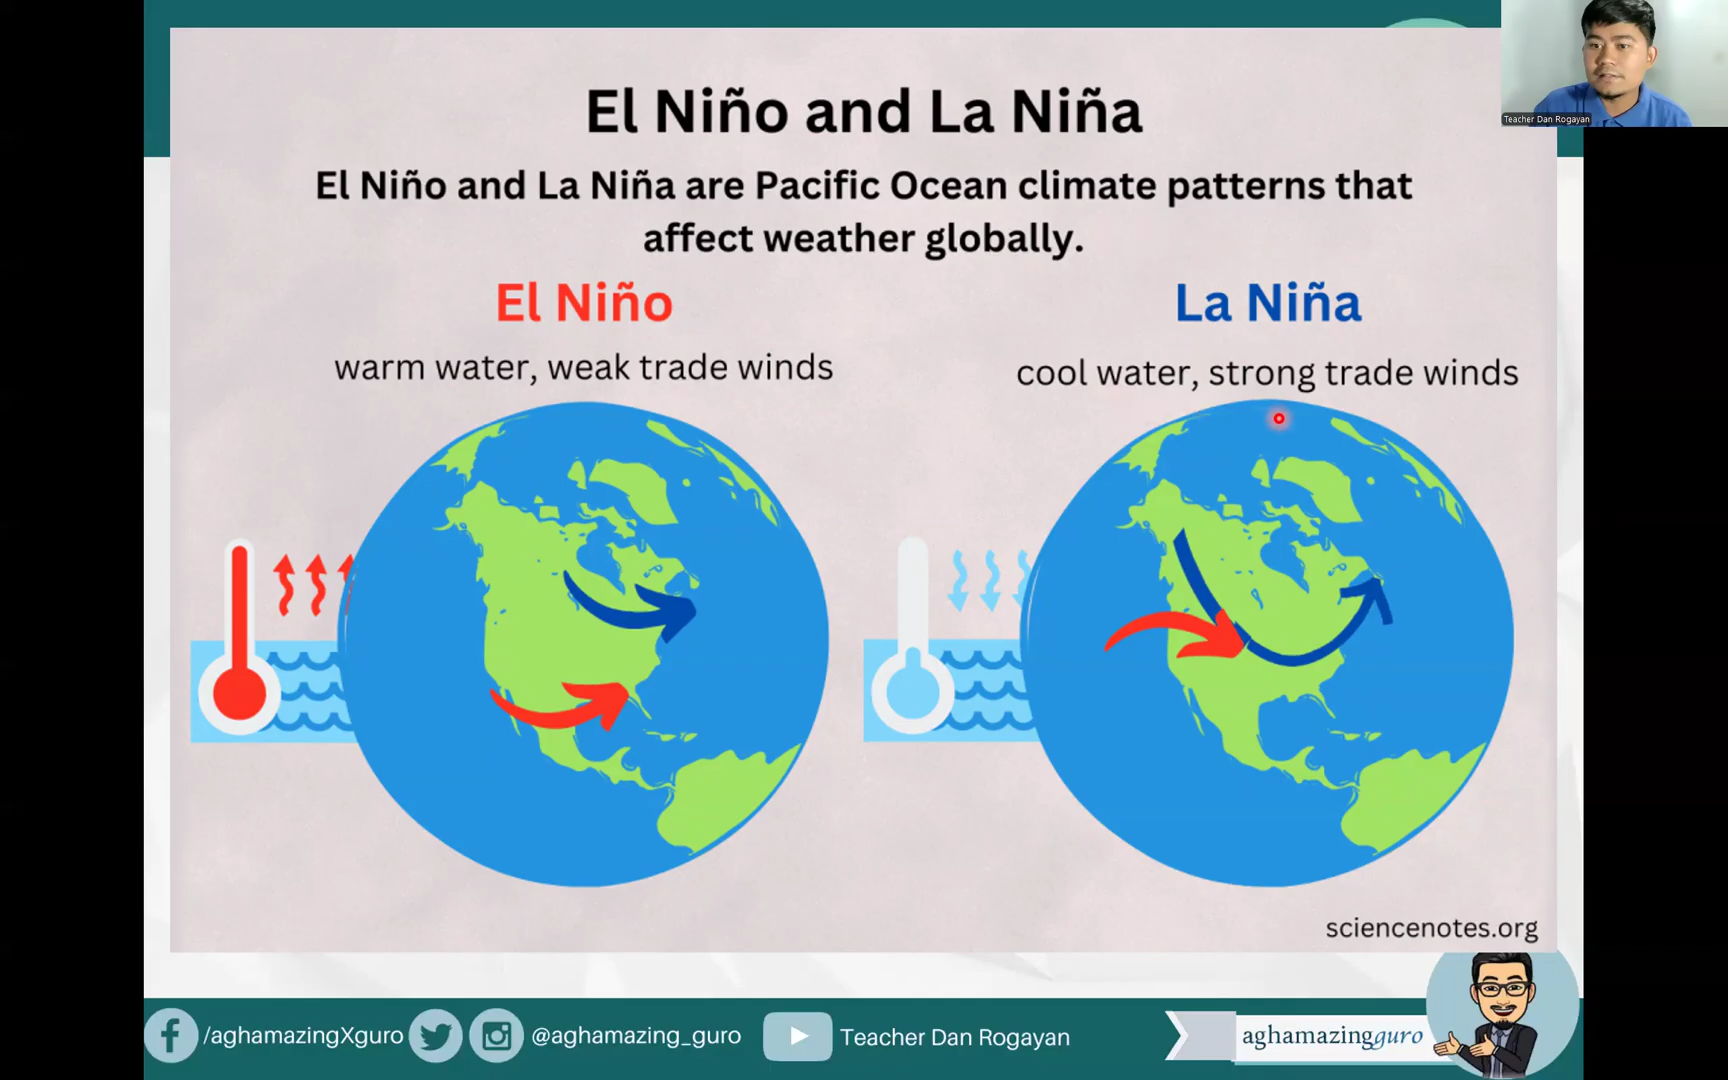 Teacher Dan Rogayan
El Niño and La Niña
El Niño and La Niña are Pacific Ocean climate patterns that
affect weather globally.
El Niño
warm water, weak trade winds
La Niña
cool water, strong trade winds
sciencenotes.org
/aghamazingXguro
@aghamazing_guro
Teacher Dan Rogayan
aghamazingguro